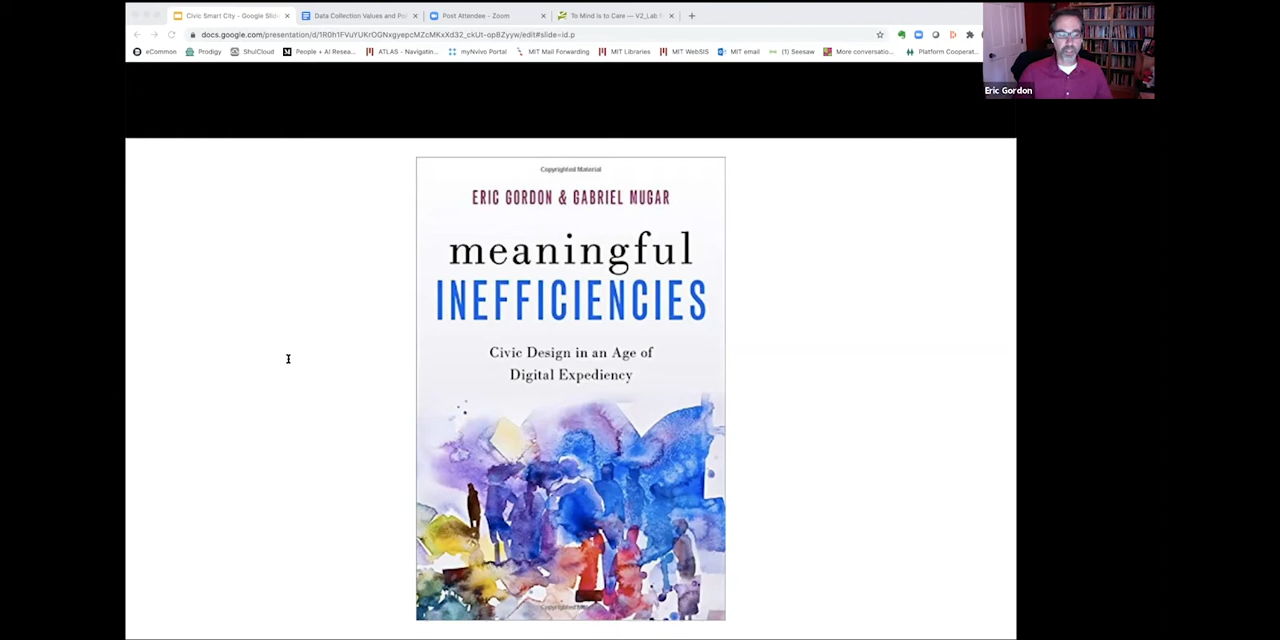 Civic Smart City - Google Slid
Data Collection Values and Po
Post Attendee - Zoom
To Mind Is to Care — V2_Lab f
docs.google.com/presentation/d/1R0h1FVuYUKrOGNxgyepcMZcMKxXd32_ckUt-op8Zyyw/edit#slide=id.p
eCommon
Prodigy
ShulCloud
People + AI Resea...
ATLAS - Navigatin...
myNvivo Portal
MIT Mail Forwarding
MIT Libraries
MIT WebSIS
MIT email
(1) Seesaw
More conversatio...
Platform Cooperat...
Eric Gordon
Copyrighted Material
ERIC GORDON & GABRIEL MUGAR
meaningful
INEFFICIENCIES
Civic Design in an Age of
Digital Expediency